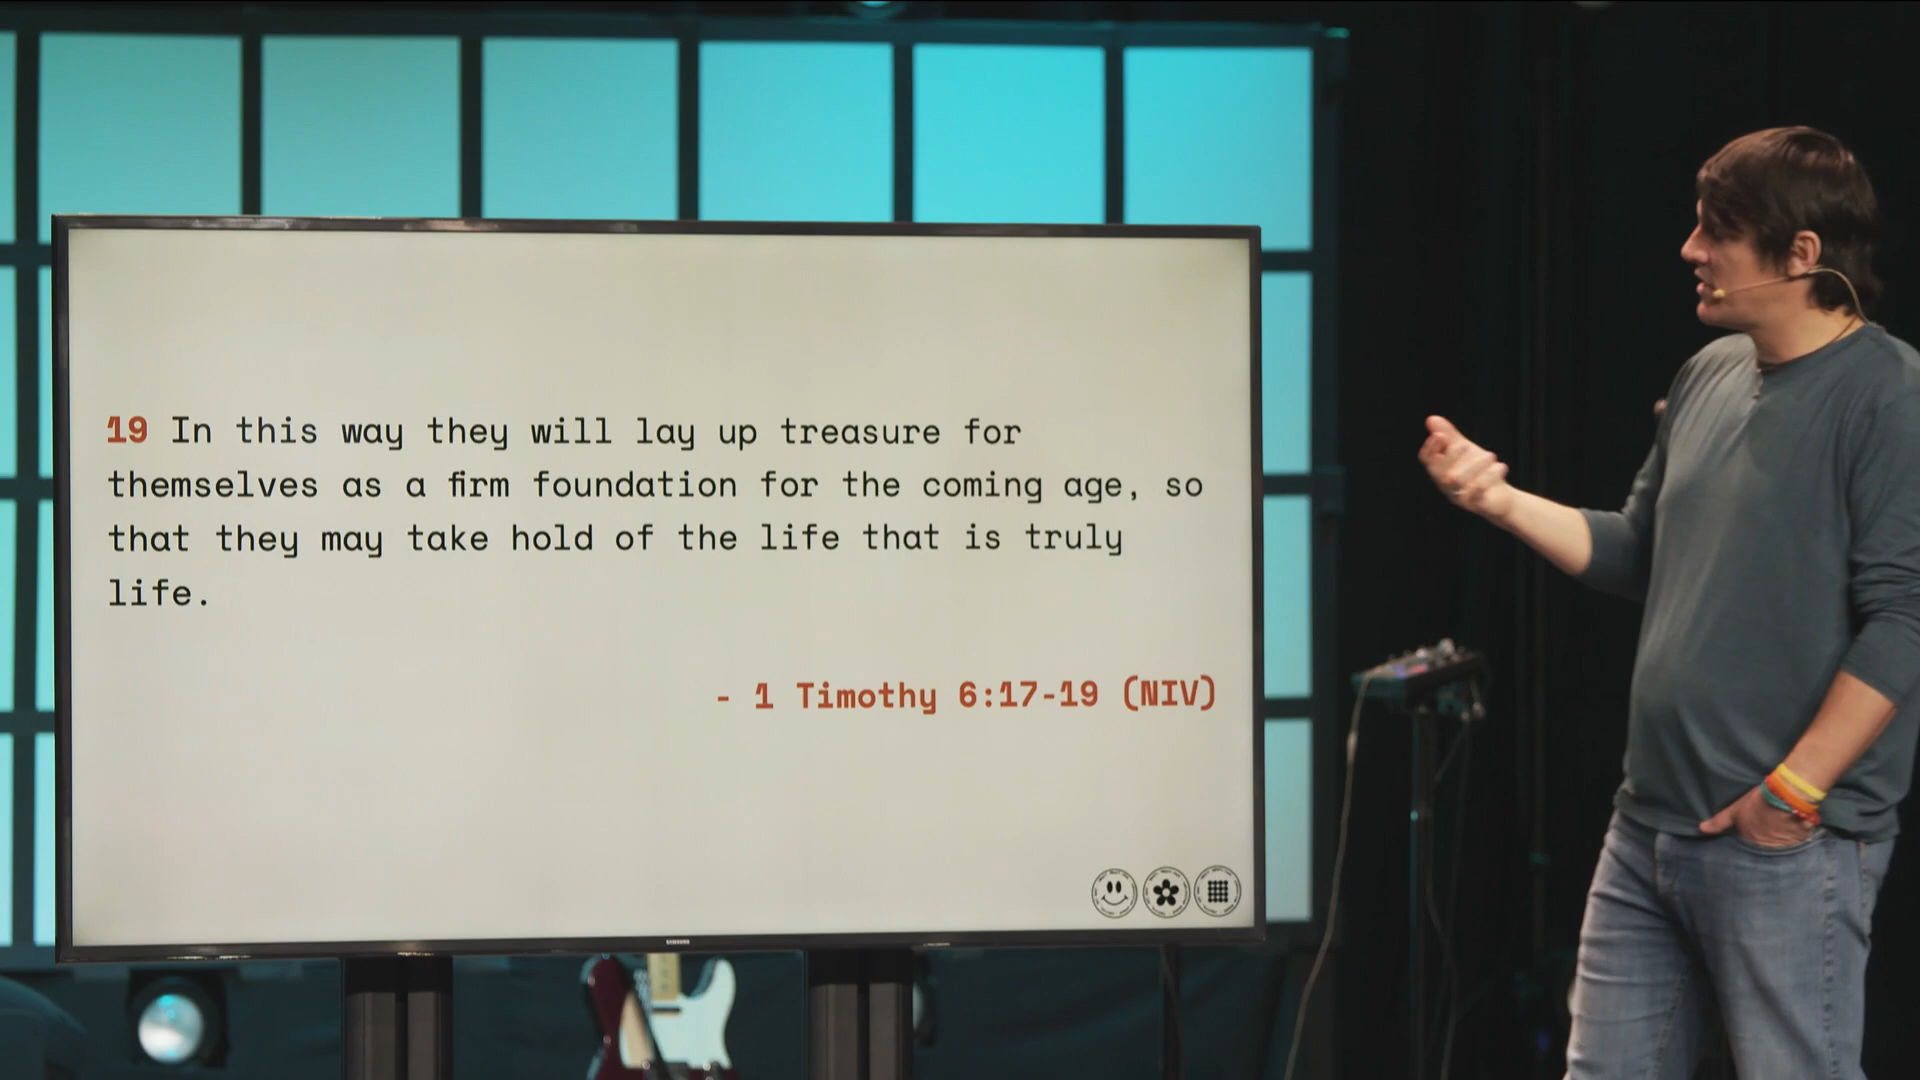 19 In this way they will lay up treasure for
themselves as a firm foundation for the coming age, so
that they may take hold of the life that is truly
life.
- 1 Timothy 6:17-19 (NIV)
SAMSUNG